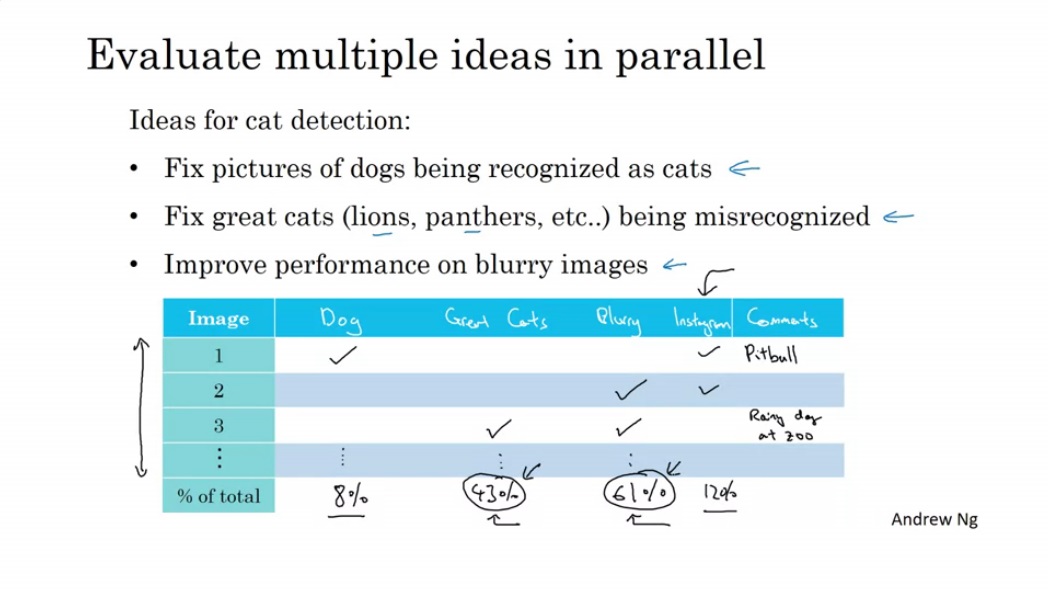 Evaluate multiple ideas in parallel
Ideas for cat detection:
• Fix pictures of dogs being recognized as cats
• Fix great cats (lions, panthers, etc..) being misrecognized
• Improve performance on blurry images
Image Dog Great Cats Blurry Instagram Comments
1 ✓ ✓ Pitbull
2 ✓ ✓
3 ✓ ✓ Rainy day
at zoo
⋮ ⋮ ⋮ ⋮
% of total 8% 43% 61% 12%
Andrew Ng